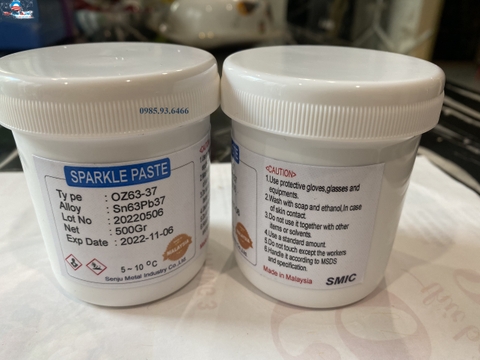 0985.93.6466
SPARKLE PASTE
Type : OZ63-37
Alloy : Sn63Pb37
Lot No : 20220506
Net : 500Gr
Exp Date : 2022-11-06
5 ~ 10 °C
Senju Metal Industry Co.,Ltd
<CAUTION>
1.Use protective gloves,glasses and
equipments.
2.Wash with soap and ethanol,In case
of skin contact.
3.Do not use it together with other
items or solvents.
4.Use a standard amount.
5.Do not touch except the workers
6.Handle it according to MSDS
and specification.
Made in Malaysia
SMIC